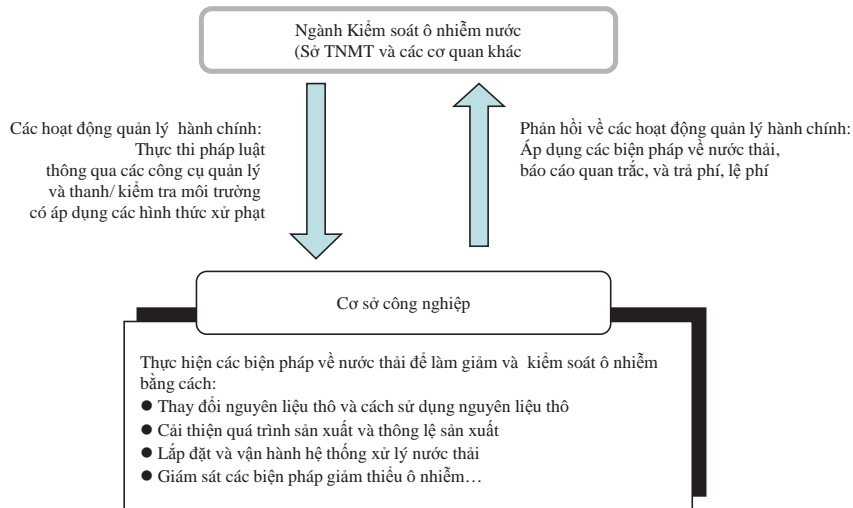 Ngành Kiểm soát ô nhiễm nước
(Sở TNMT và các cơ quan khác
Các hoạt động quản lý hành chính:
Thực thi pháp luật
thông qua các công cụ quản lý
và thanh/ kiểm tra môi trường
có áp dụng các hình thức xử phạt
Phản hồi về các hoạt động quản lý hành chính:
Áp dụng các biện pháp về nước thải,
báo cáo quan trắc, và trả phí, lệ phí
Cơ sở công nghiệp
Thực hiện các biện pháp về nước thải để làm giảm và kiểm soát ô nhiễm
bằng cách:
● Thay đổi nguyên liệu thô và cách sử dụng nguyên liệu thô
● Cải thiện quá trình sản xuất và thông lệ sản xuất
● Lắp đặt và vận hành hệ thống xử lý nước thải
● Giám sát các biện pháp giảm thiểu ô nhiễm…